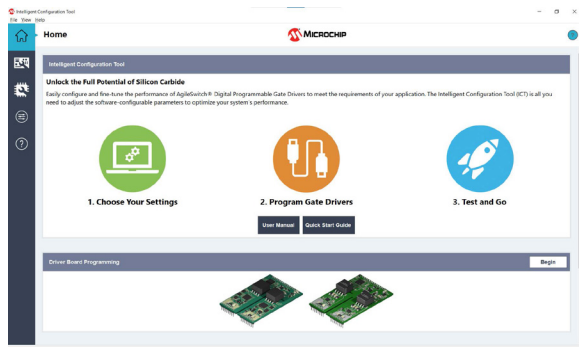 Intelligent Configuration Tool
File View Help
Home
MICROCHIP
Intelligent Configuration Tool
Unlock the Full Potential of Silicon Carbide
Easily configure and fine-tune the performance of AgileSwitch® Digital Programmable Gate Drivers to meet the requirements of your application. The Intelligent Configuration Tool (ICT) is all you
need to adjust the software-configurable parameters to optimize your system's performance.
1. Choose Your Settings
2. Program Gate Drivers
3. Test and Go
User Manual
Quick Start Guide
Driver Board Programming
Begin